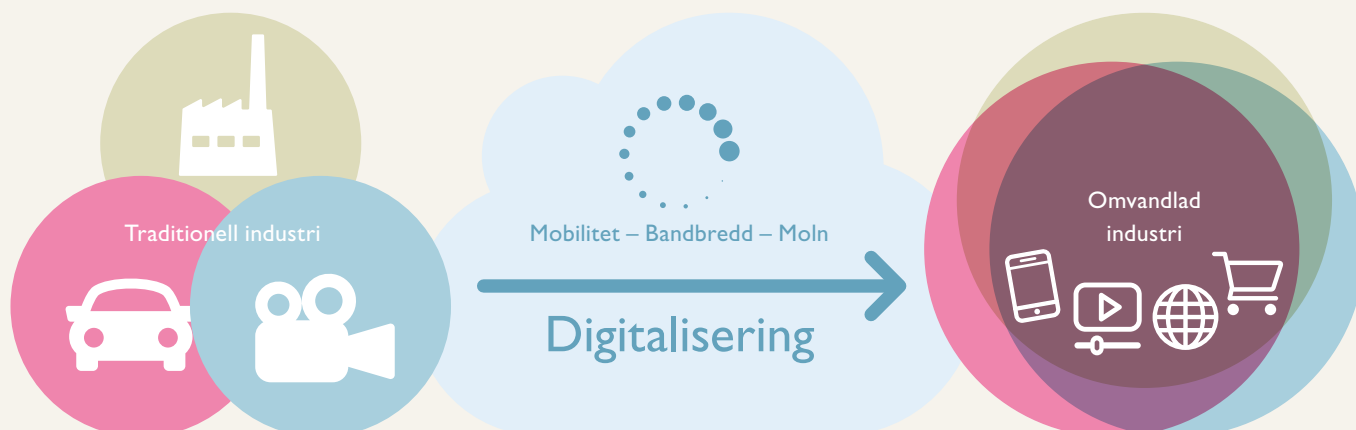 Traditionell industri
Mobilitet – Bandbredd – Moln
Digitalisering
Omvandlad
industri